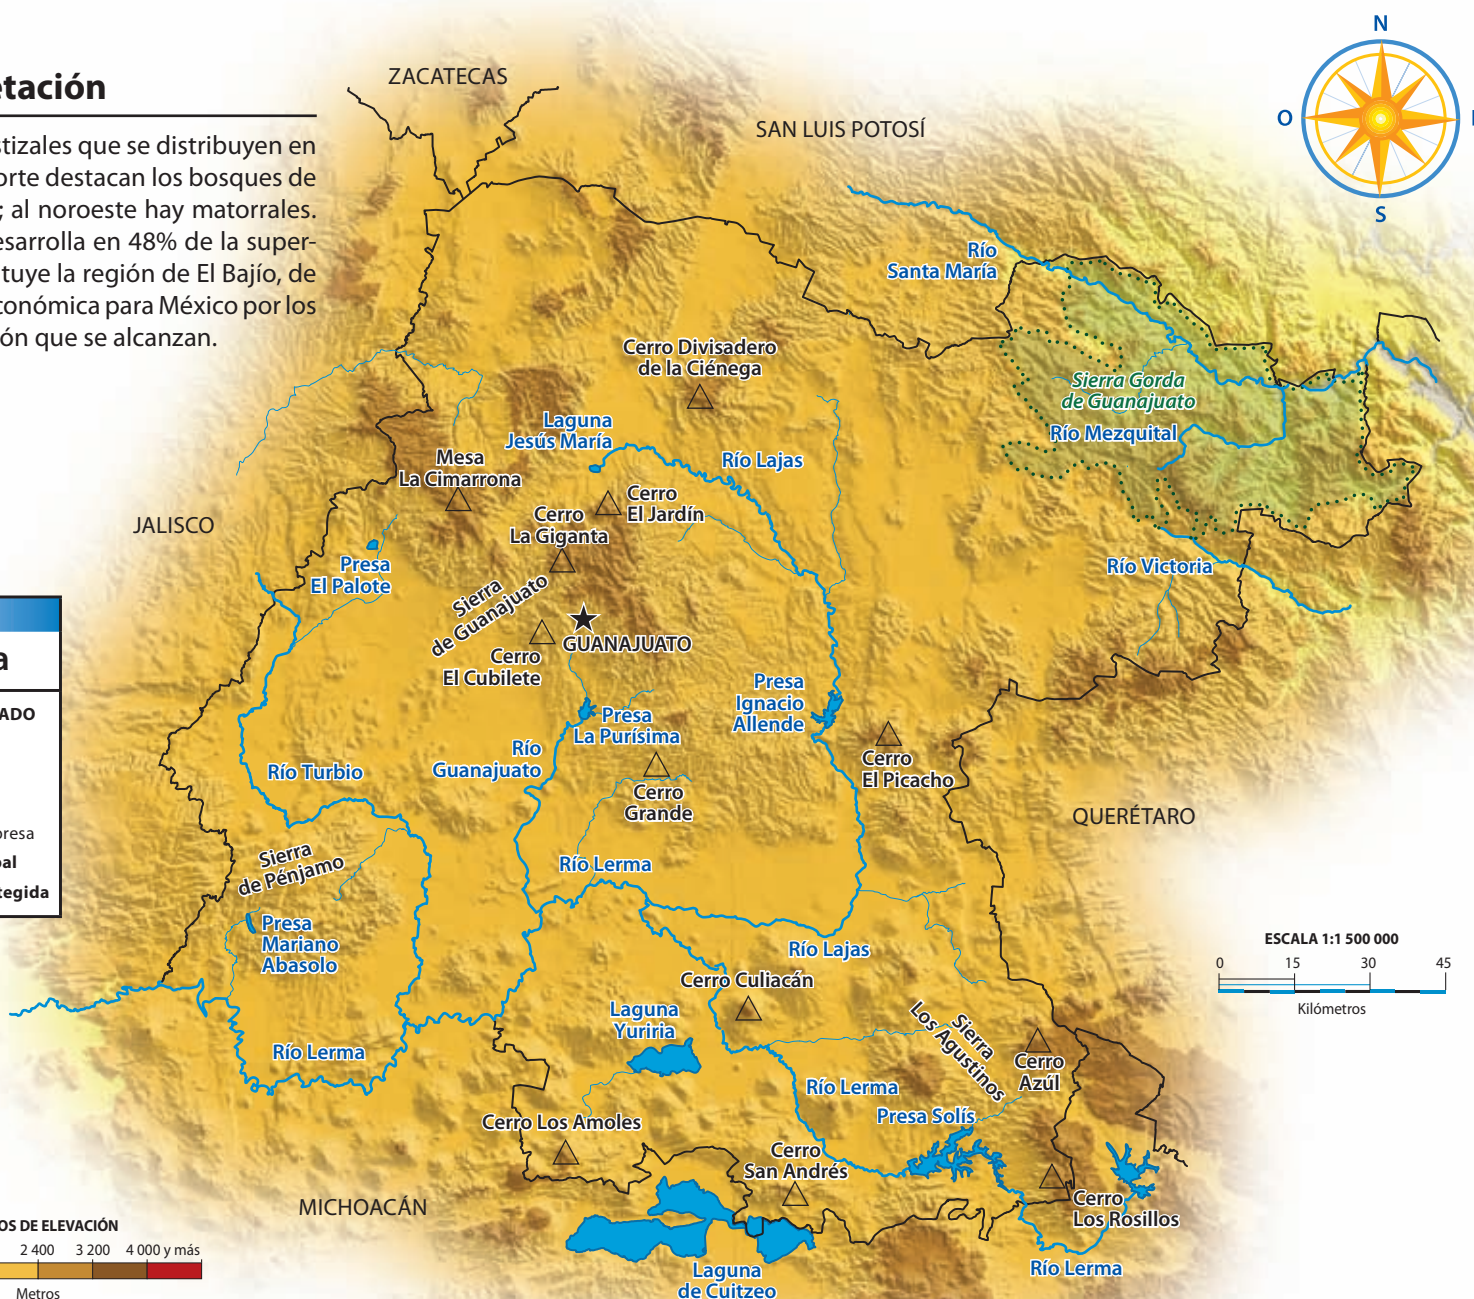 etación
stizales que se distribuyen en
orte destacan los bosques de
; al noroeste hay matorrales.
esarrolla en 48% de la super-
tuye la región de El Bajío, de
conómica para México por los
ón que se alcanzan.
ZACATECAS
SAN LUIS POTOSÍ
N
O
S
Río
Santa María
Cerro Divisadero
de la Ciénega
Sierra Gorda
de Guanajuato
Laguna
Jesús María
Río Mezquital
Mesa
La Cimarrona
Río Lajas
Cerro
El Jardín
Cerro
La Giganta
JALISCO
Presa
El Palote
Río Victoria
Sierra
de Guanajuato
GUANAJUATO
Cerro
El Cubilete
a
ADO
Presa
Ignacio
Allende
Presa
La Purísima
Río
Guanajuato
Río Turbio
Cerro
El Picacho
Cerro
Grande
QUERÉTARO
presa
pal
tegida
Sierra
de Pénjamo
Río Lerma
Presa
Mariano
Abasolo
Río Lajas
ESCALA 1:1 500 000
0 15 30 45
Kilómetros
Cerro Culiacán
Laguna
Yuriria
Sierra
Los Agustinos
Río Lerma
Cerro
Azúl
Río Lerma
Presa Solís
Cerro Los Amoles
Cerro
San Andrés
MICHOACÁN
Cerro
Los Rosillos
OS DE ELEVACIÓN
2 400 3 200 4 000 y más
Metros
Laguna
de Cuitzeo
Río Lerma